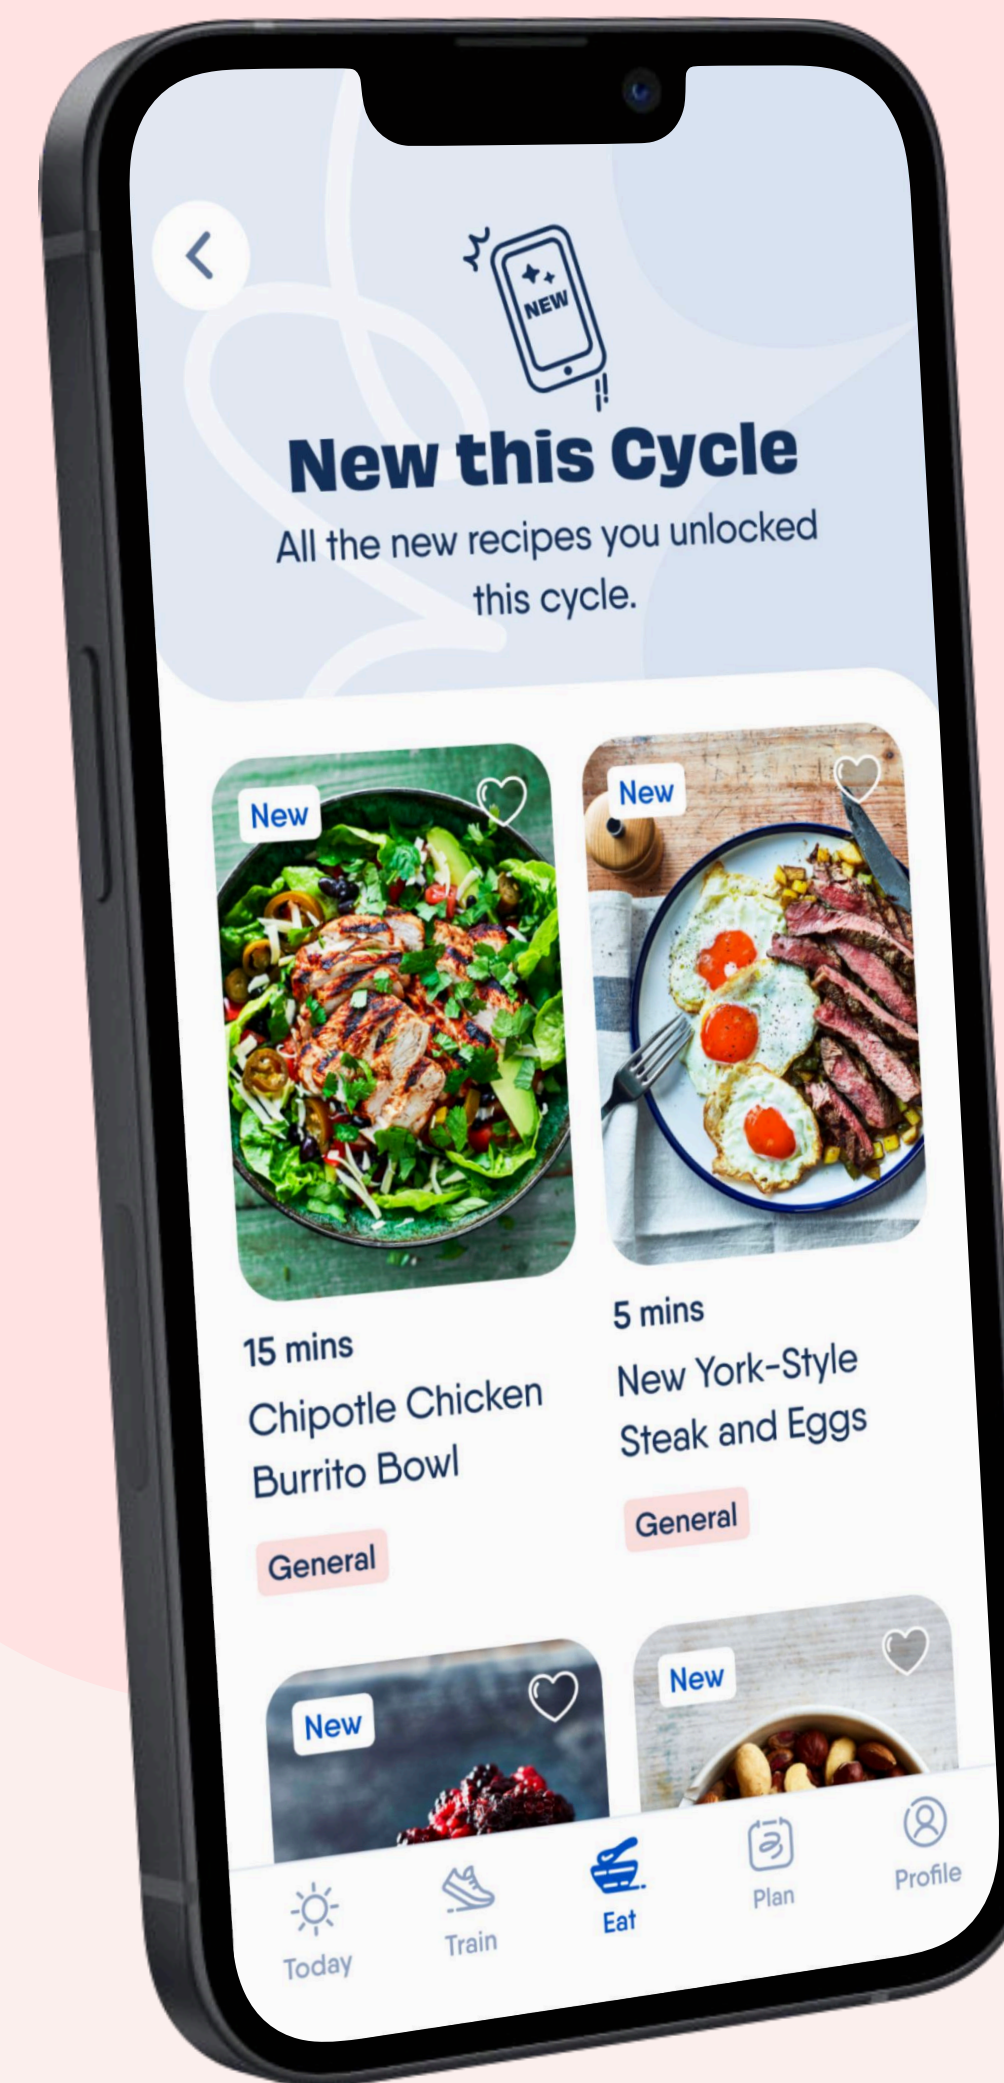 NEW
New this Cycle
All the new recipes you unlocked
this cycle.
New
New
15 mins
Chipotle Chicken
Burrito Bowl
General
5 mins
New York-Style
Steak and Eggs
General
New
New
Today
Train
Eat
Plan
Profile